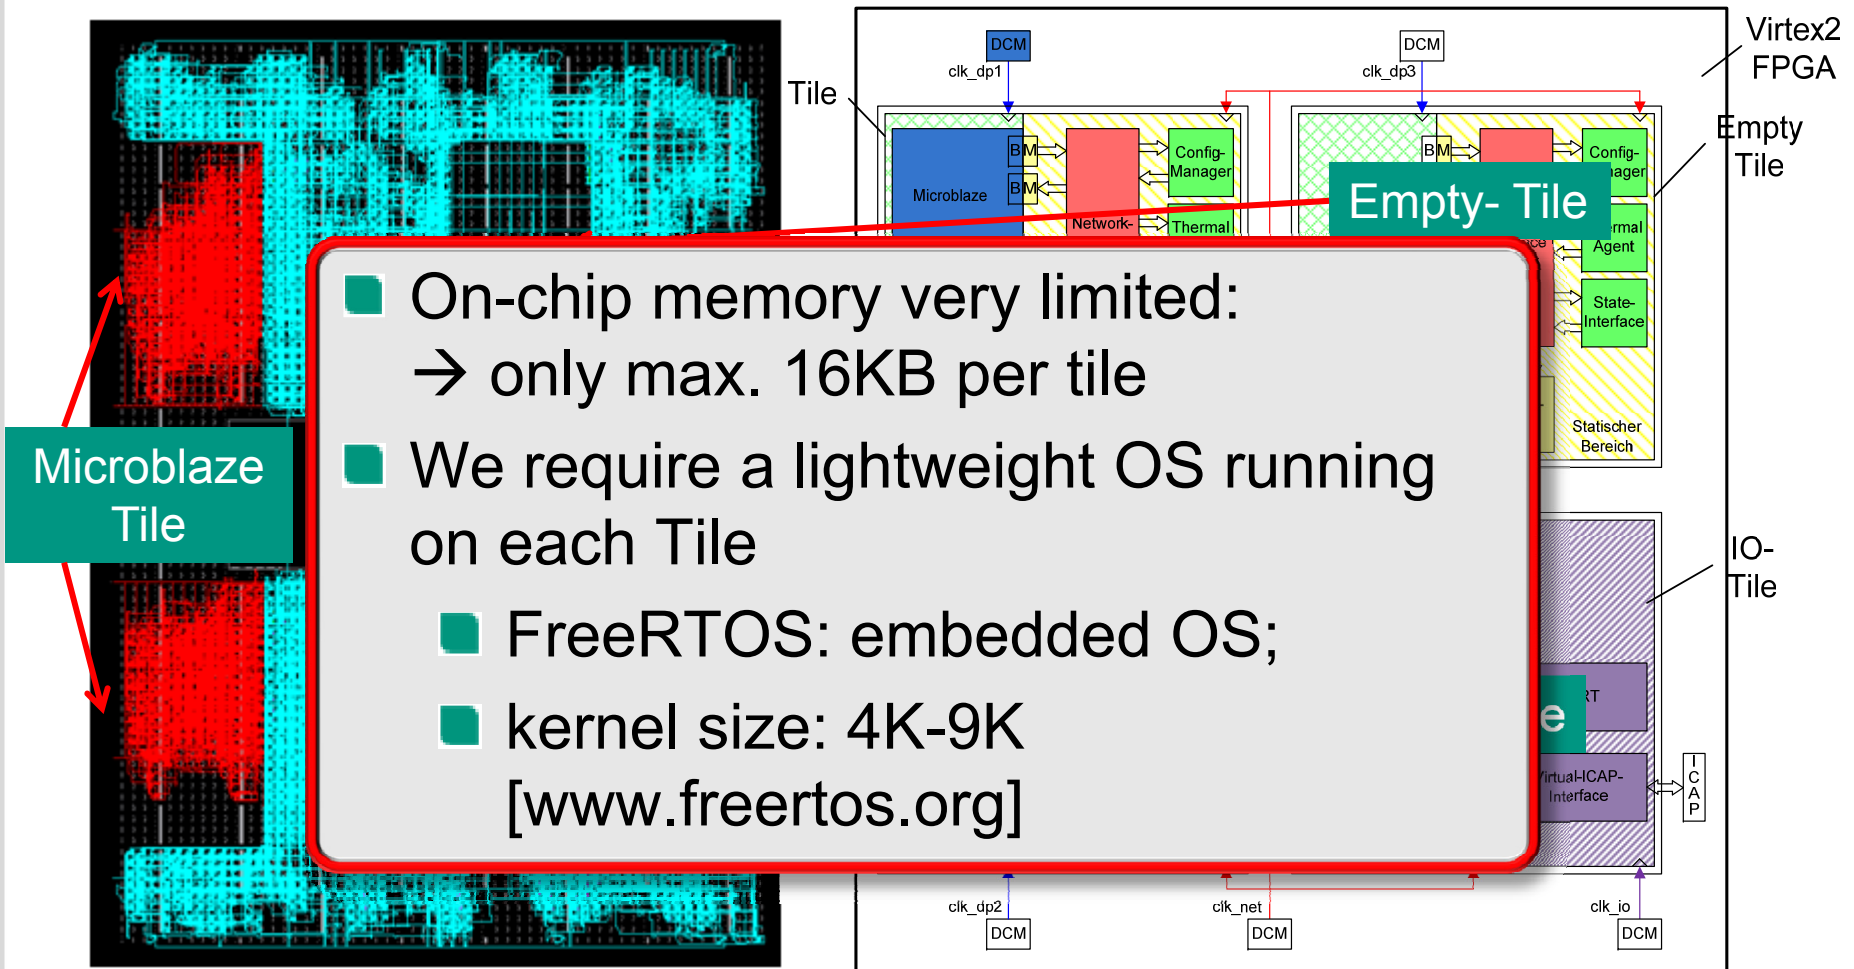 DCM
clk_dp1
DCM
clk_dp3
Virtex2
FPGA
Tile
Empty
Tile
Microblaze
BM
BM
Network-
Config-
Manager
Thermal
BM
Config-
Empty- Tile
Agent
State-
Interface
Statischer
Bereich
Microblaze
Tile
On-chip memory very limited:
→ only max. 16KB per tile
We require a lightweight OS running
on each Tile
FreeRTOS: embedded OS;
kernel size: 4K-9K
[www.freertos.org]
IO-
Tile
Virtual-ICAP-
Interface
ICAP
clk_dp2
DCM
clk_net
DCM
clk_io
DCM